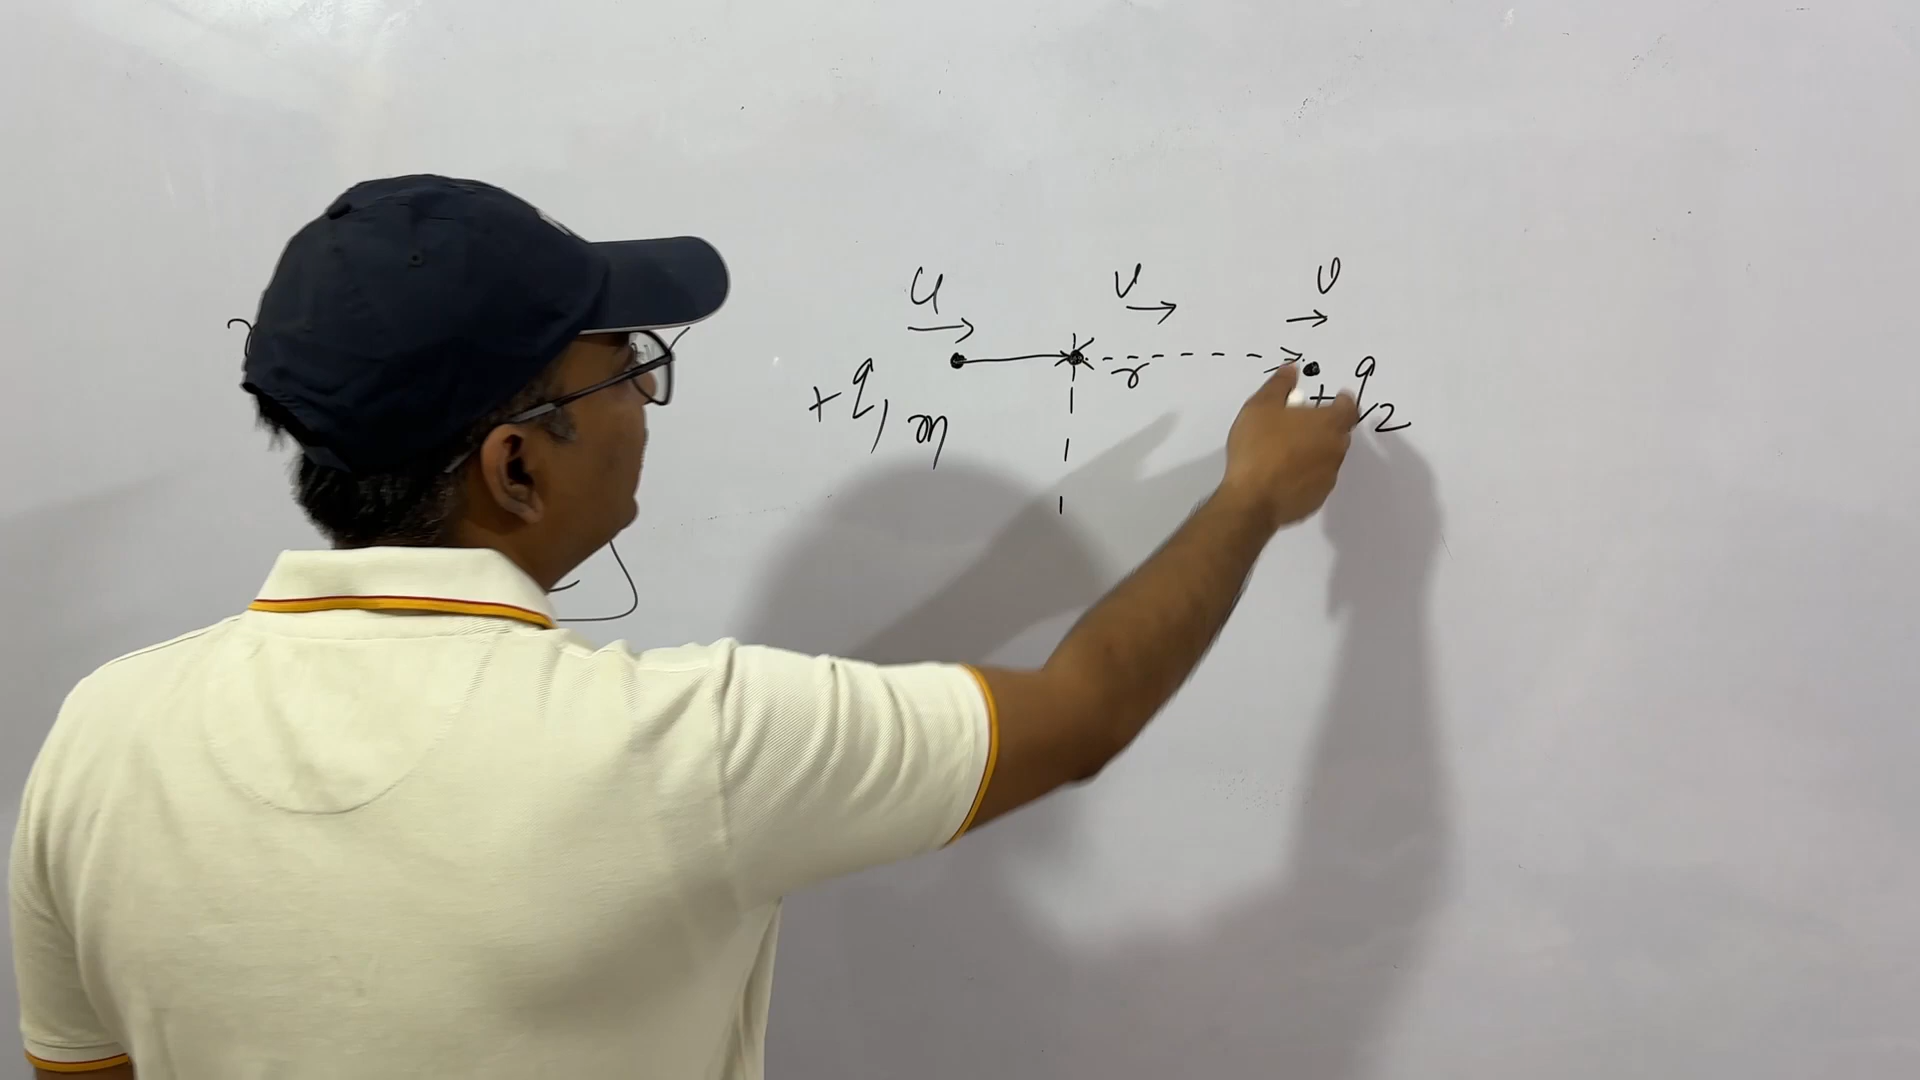 u v v
r
+q, m + q2